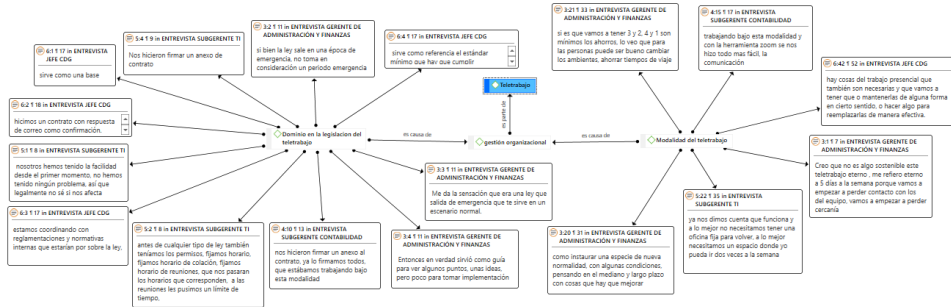 6:1 ¶ 17 in ENTREVISTA
JEFE CDG
sirve como una base
5:4 ¶ 9 in ENTREVISTA SUBGERENTE TI
Nos hicieron firmar un anexo de
contrato
3:2 ¶ 11 in ENTREVISTA GERENTE DE
ADMINISTRACIÓN Y FINANZAS
si bien la ley sale en una época de
emergencia, no toma en
consideración un periodo emergencia
6:4 ¶ 17 in ENTREVISTA JEFE CDG
sirve como referencia el estándar
mínimo que hay que cumplir
3:21 ¶ 33 in ENTREVISTA GERENTE DE
ADMINISTRACIÓN Y FINANZAS
si es que vamos a tener 3 y 2, 4 y 1 son
mínimos los ahorros, lo veo que para
las personas puede ser bueno cambiar
los ambientes, ahorrar tiempos de viaje
4:15 ¶ 17 in ENTREVISTA
SUBGERENTE CONTABILIDAD
trabajando bajo esta modalidad y
con la herramienta zoom se nos
hizo todo mas fácil, la
comunicación
6:42 ¶ 52 in ENTREVISTA JEFE CDG
hay cosas del trabajo presencial que
también son necesarias y que vamos a
tener que o mantenerlas de alguna forma
en cierto sentido, o hacer algo para
reemplazarlas de manera efectiva.
Teletrabajo
es parte de
6:2 ¶ 18 in ENTREVISTA JEFE CDG
hicimos un contrato con respuesta
de correo como confirmación.
Dominio en la legislacion del
teletrabajo
es causa de
gestión organizacional
es causa de
Modalidad del teletrabajo
5:1 ¶ 8 in ENTREVISTA SUBGERENTE TI
nosotros hemos tenido la facilidad
desde el primer momento, no hemos
tenido ningún problema, así que
legalmente no sé si nos afecta
3:3 ¶ 11 in ENTREVISTA GERENTE DE
ADMINISTRACIÓN Y FINANZAS
Me da la sensación que era una ley que
salida de emergencia que te sirve en un
escenario normal.
3:1 ¶ 7 in ENTREVISTA GERENTE DE
ADMINISTRACIÓN Y FINANZAS
Creo que no es algo sostenible este
teletrabajo eterno , me refiero eterno
a 5 días a la semana porque vamos a
empezar a perder contacto con los
del equipo, vamos a empezar a perder
cercanía
6:3 ¶ 17 in ENTREVISTA JEFE CDG
estamos coordinando con
reglamentaciones y normativas
internas que estarían por sobre la ley,
5:2 ¶ 8 in ENTREVISTA SUBGERENTE TI
antes de cualquier tipo de ley también
teníamos los permisos, fijamos horario,
fijamos horario de colación, fijamos
horario de reuniones, que nos pasaran
los horarios que corresponden, a las
reuniones les pusimos un límite de
tiempo.
4:10 ¶ 13 in ENTREVISTA
SUBGERENTE CONTABILIDAD
nos hicieron firmar un anexo al
contrato, ya lo firmamos todos,
que estábamos trabajando bajo
esta modalidad
3:4 ¶ 11 in ENTREVISTA GERENTE DE
ADMINISTRACIÓN Y FINANZAS
Entonces en verdad sirvió como guía
para ver algunos puntos, unas ideas,
pero poco para tomar implementación
3:20 ¶ 31 in ENTREVISTA GERENTE DE
ADMINISTRACIÓN Y FINANZAS
como instaurar una especie de nueva
normalidad, con algunas condiciones,
pensando en el mediano y largo plazo
con cosas que hay que mejorar
5:22 ¶ 35 in ENTREVISTA
SUBGERENTE TI
ya nos dimos cuenta que funciona y
a lo mejor no necesitamos tener una
oficina fija para volver, a lo mejor
necesitamos un espacio donde yo
pueda ir dos veces a la semana